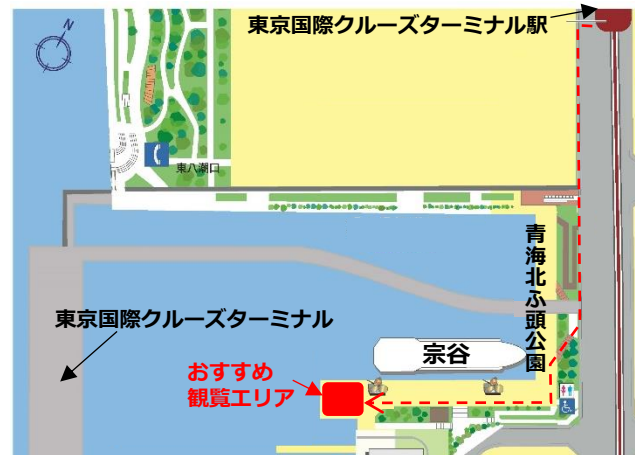 N
東京国際クルーズターミナル駅
東八潮口
青海北ふ頭公園
東京国際クルーズターミナル
宗谷
おすすめ
観覧エリア